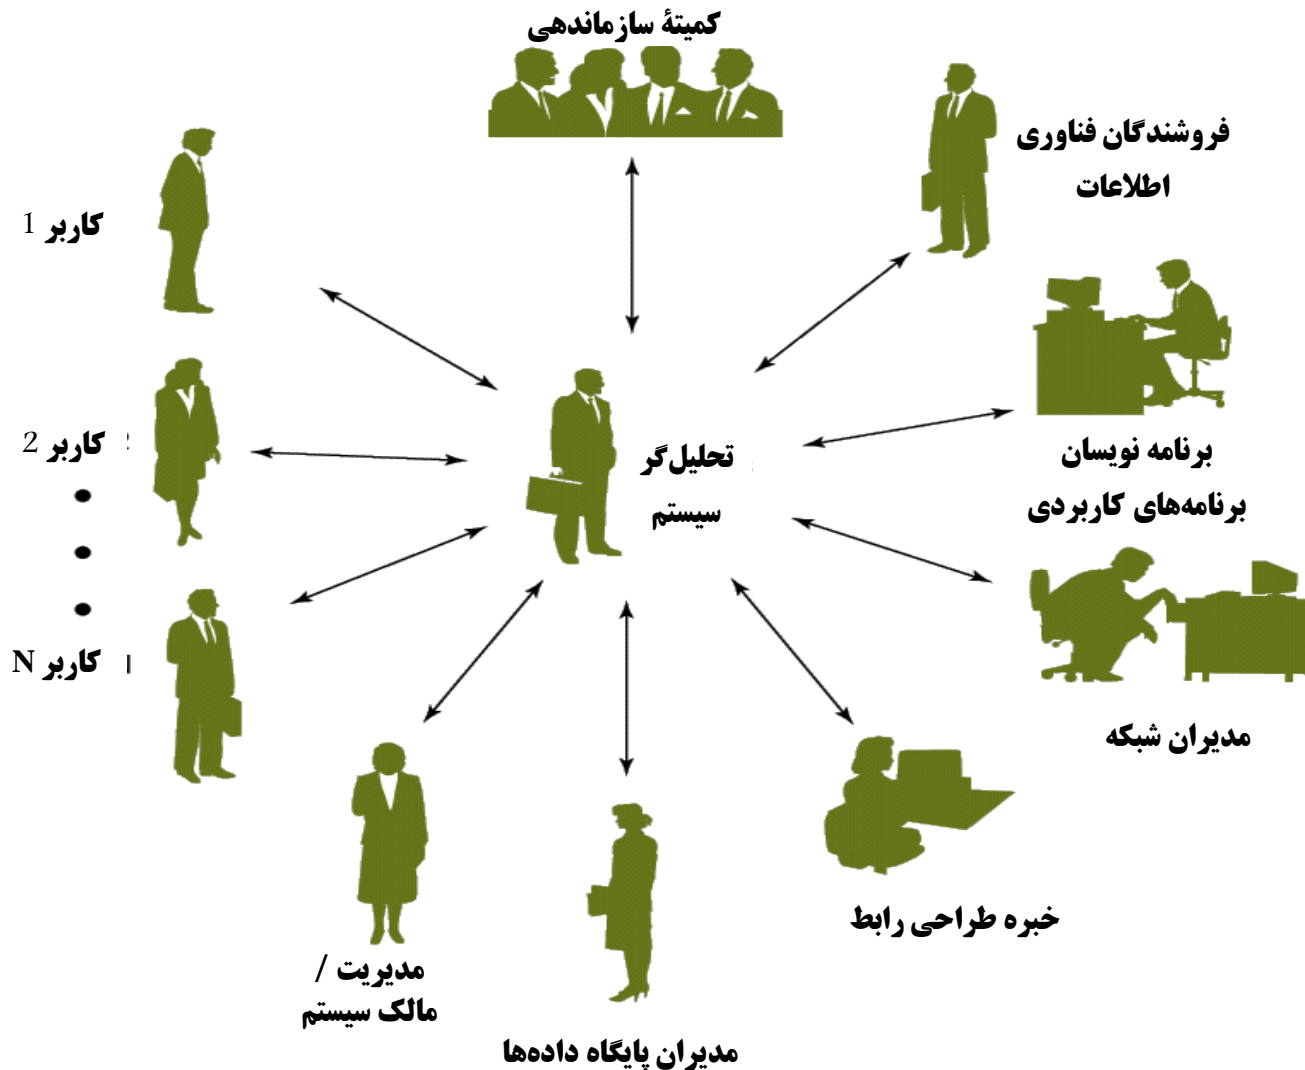 کمیتهٔ سازماندهی
فروشندگان فناوری
اطلاعات
کاربر 1
برنامه نویسان
برنامه‌های کاربردی
کاربر 2
تحلیل‌گر
سیستم
کاربر N
مدیران شبکه
خبره طراحی رابط
مدیریت /
مالک سیستم
مدیران پایگاه داده‌ها